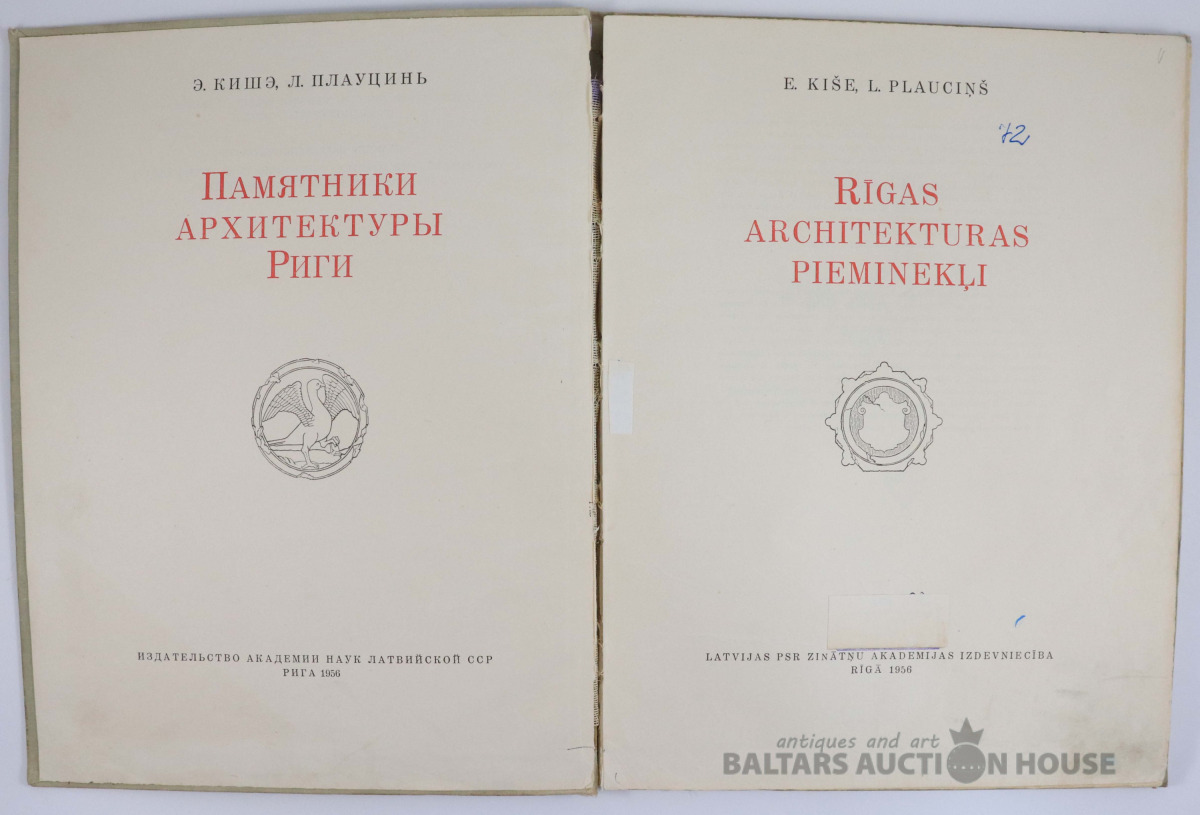 Э. КИШЭ, Л. ПЛАУЦИНЬ
ПАМЯТНИКИ
АРХИТЕКТУРЫ
РИГИ
ИЗДАТЕЛЬСТВО АКАДЕМИИ НАУК ЛАТВИЙСКОЙ ССР
РИГА 1956
E. KIŠE, L. PLAUCIŅŠ
72
RĪGAS
ARCHITEKTURAS
PIEMINEKĻI
LATVIJAS PSR ZINĀTŅU AKADEMIJAS IZDEVNIECĪBA
RĪGĀ 1956
antiques and art
BALTARS AUCTION HOUSE